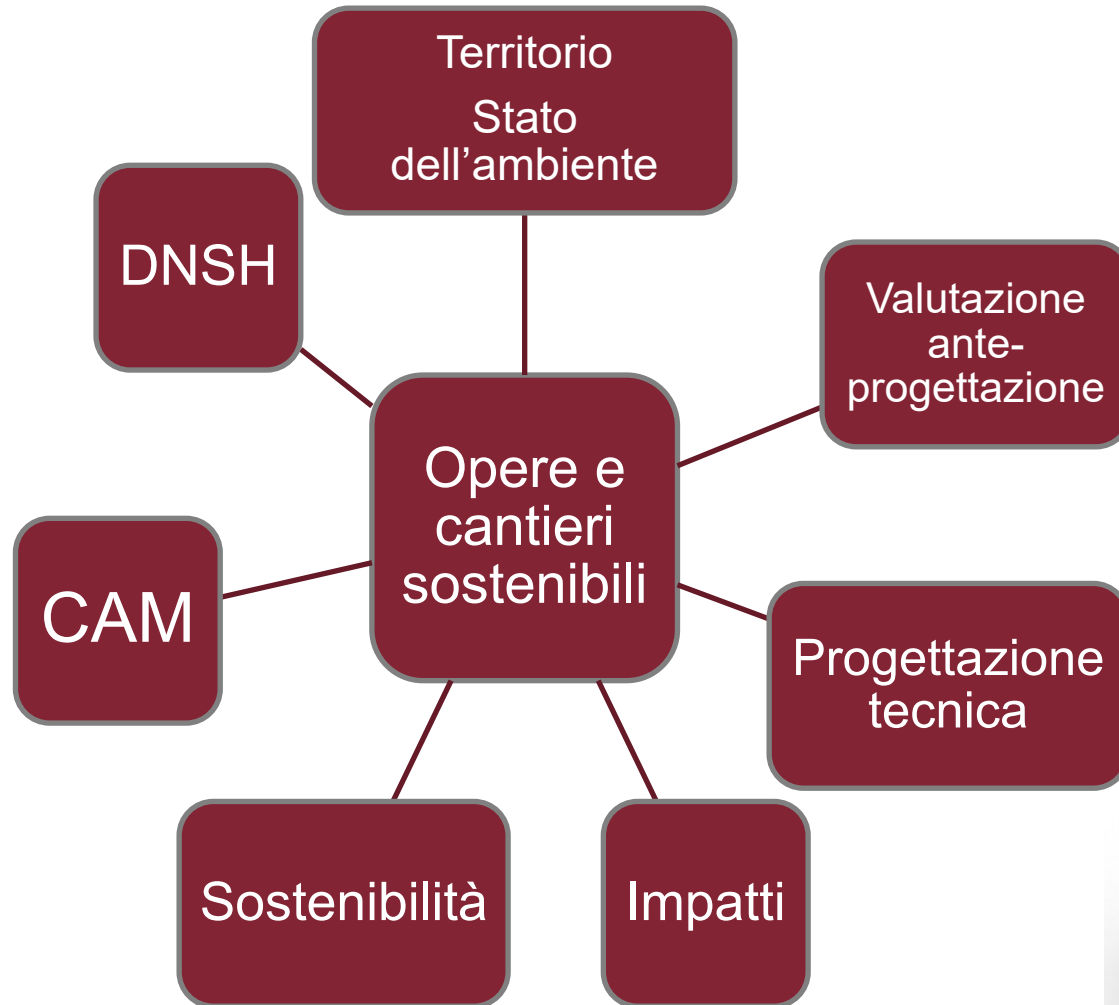 Territorio
Stato
dell’ambiente
DNSH
Valutazione
ante-
progettazione
Opere e
cantieri
sostenibili
CAM
Progettazione
tecnica
Sostenibilità
Impatti